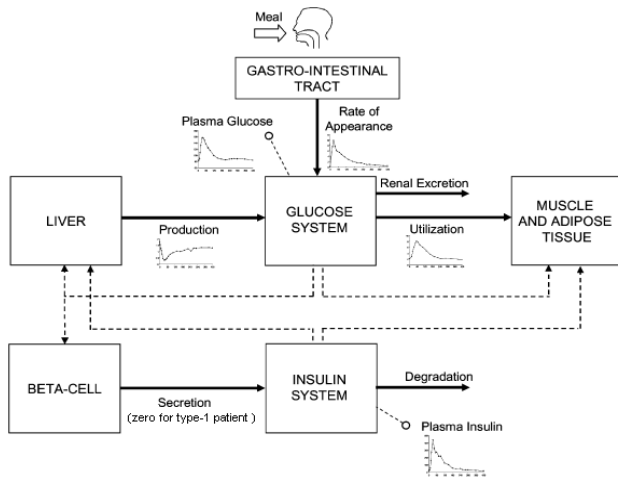 Meal
GASTRO-INTESTINAL
TRACT
Plasma Glucose
Rate of
Appearance
LIVER
Production
GLUCOSE
SYSTEM
Renal Excretion
Utilization
MUSCLE
AND ADIPOSE
TISSUE
BETA-CELL
Secretion
(zero for type-1 patient )
INSULIN
SYSTEM
Degradation
Plasma Insulin